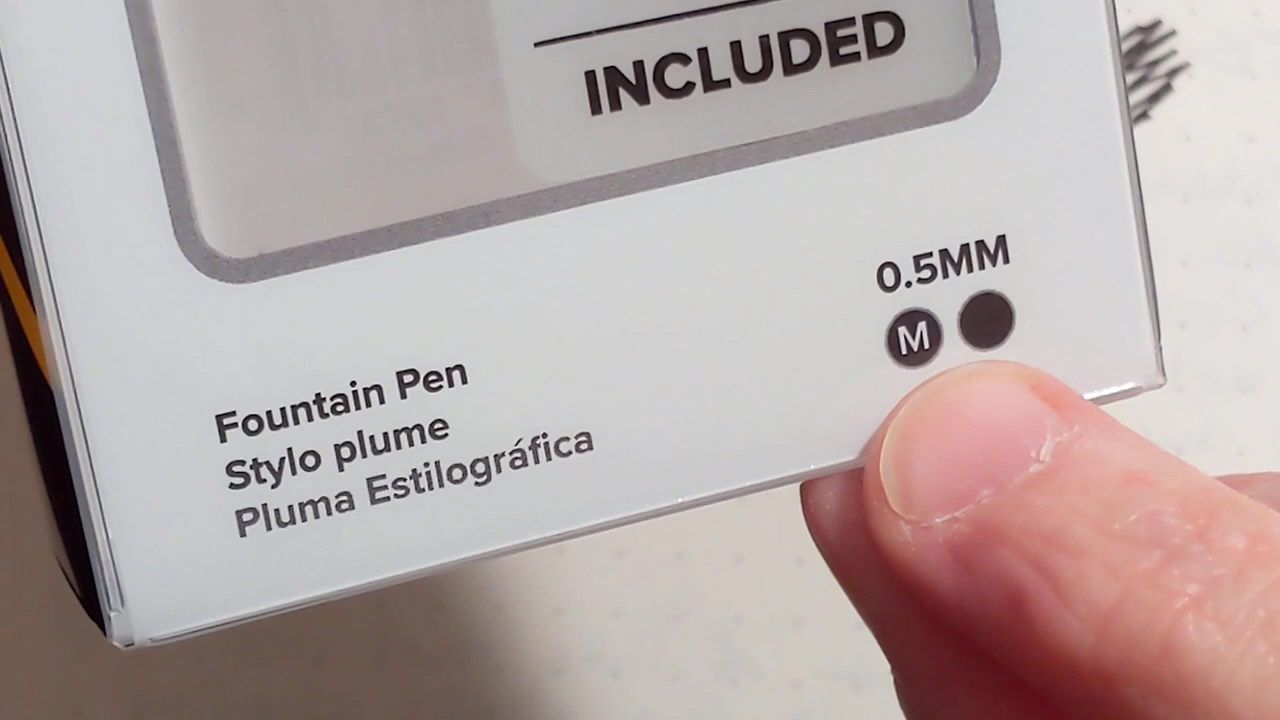 INCLUDED
0.5MM
M
Fountain Pen
Stylo plume
Pluma Estilográfica